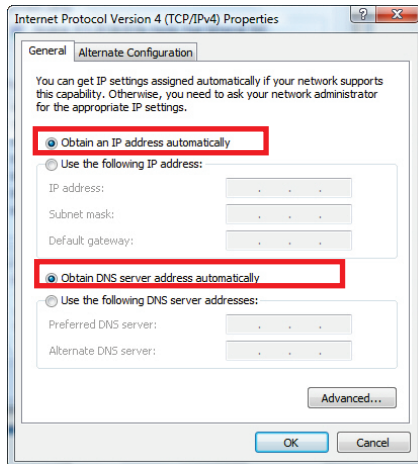 Internet Protocol Version 4 (TCP/IPv4) Properties
General
Alternate Configuration
You can get IP settings assigned automatically if your network supports
this capability. Otherwise, you need to ask your network administrator
for the appropriate IP settings.
Obtain an IP address automatically
Use the following IP address:
IP address:
Subnet mask:
Default gateway:
Obtain DNS server address automatically
Use the following DNS server addresses:
Preferred DNS server:
Alternate DNS server:
Advanced...
OK
Cancel